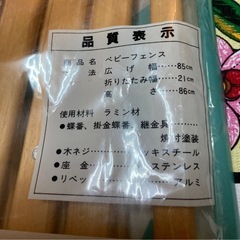 品質表示
商品名 ベビーフェンス
寸法 広げ幅…85cm
折りたたみ幅…21cm
高さ…86cm
使用材料 ラミン材
●蝶番、掛金蝶番、継金具…
焼付塗装
●木ネジ……キスチール
●座金……ステンレス
●リベット……アルミ